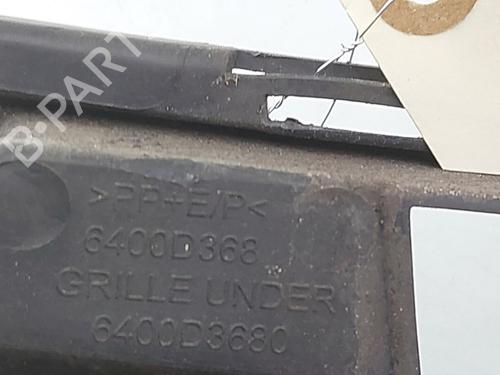 B-PARTS
>PP+E/P<
6400D368
GRILLE UNDER
6400D3680